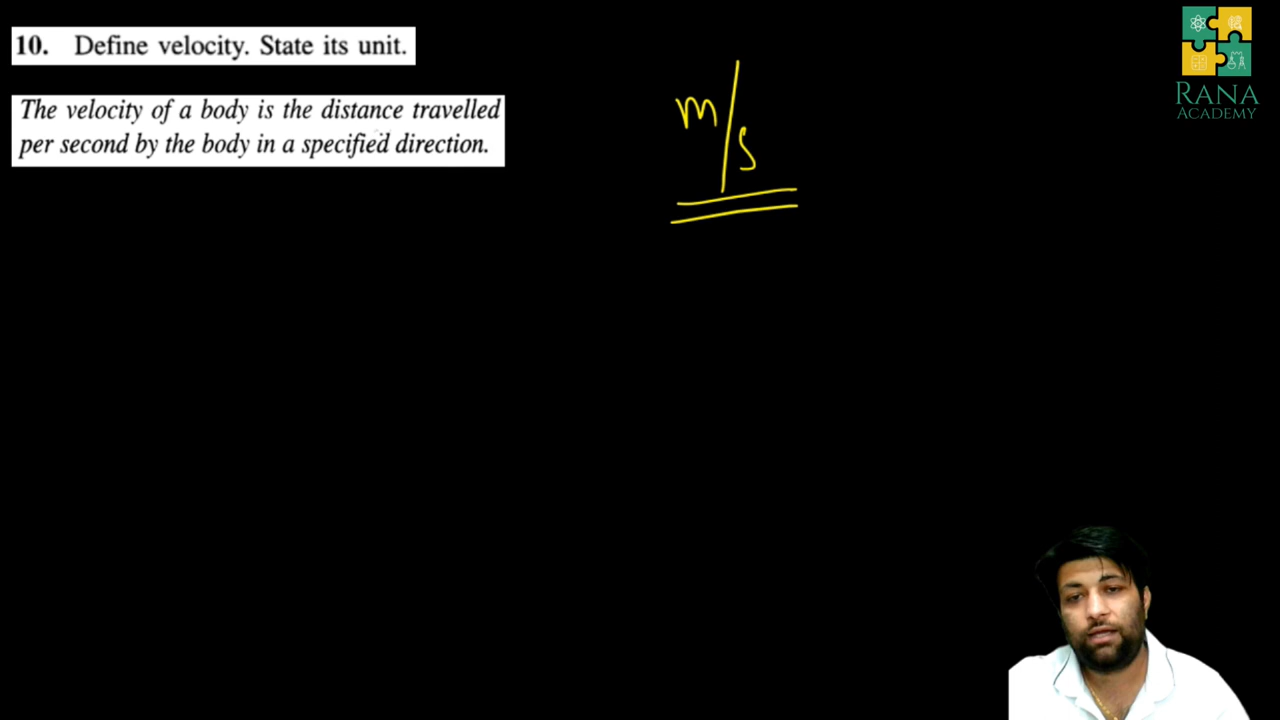 10. Define velocity. State its unit.
The velocity of a body is the distance travelled
per second by the body in a specified direction.
m/s
RANA
ACADEMY